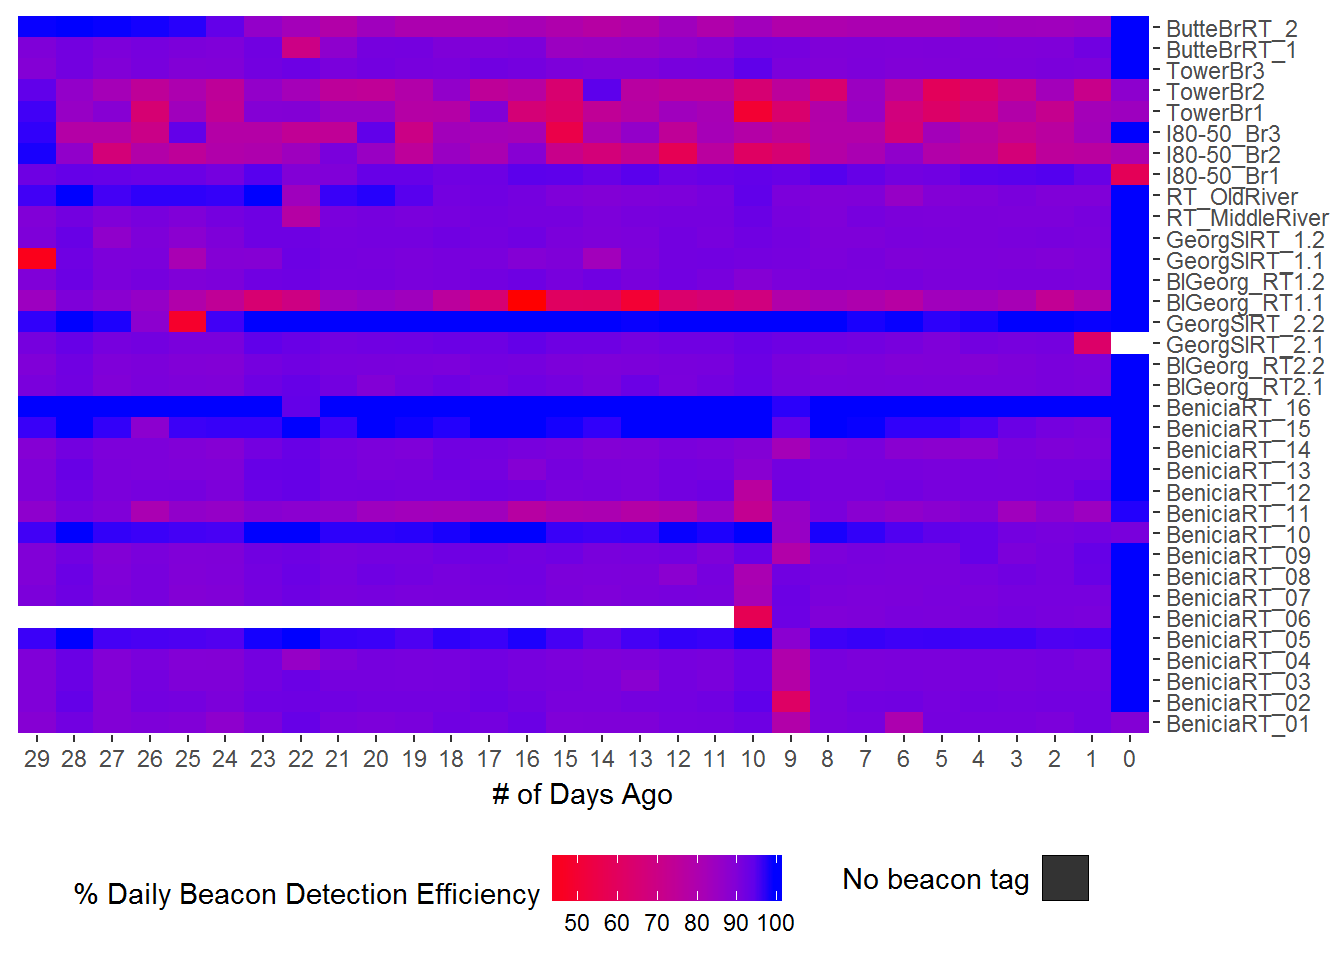 ButteBrRT_2
ButteBrRT_1
TowerBr3
TowerBr2
TowerBr1
I80-50_Br3
I80-50_Br2
I80-50_Br1
RT_OldRiver
RT_MiddleRiver
GeorgSlRT_1.2
GeorgSlRT_1.1
BlGeorg_RT1.2
BlGeorg_RT1.1
GeorgSlRT_2.2
GeorgSlRT_2.1
BlGeorg_RT2.2
BlGeorg_RT2.1
BeniciaRT_16
BeniciaRT_15
BeniciaRT_14
BeniciaRT_13
BeniciaRT_12
BeniciaRT_11
BeniciaRT_10
BeniciaRT_09
BeniciaRT_08
BeniciaRT_07
BeniciaRT_06
BeniciaRT_05
BeniciaRT_04
BeniciaRT_03
BeniciaRT_02
BeniciaRT_01
29 28 27 26 25 24 23 22 21 20 19 18 17 16 15 14 13 12 11 10 9 8 7 6 5 4 3 2 1 0
# of Days Ago
% Daily Beacon Detection Efficiency
50 60 70 80 90 100
No beacon tag